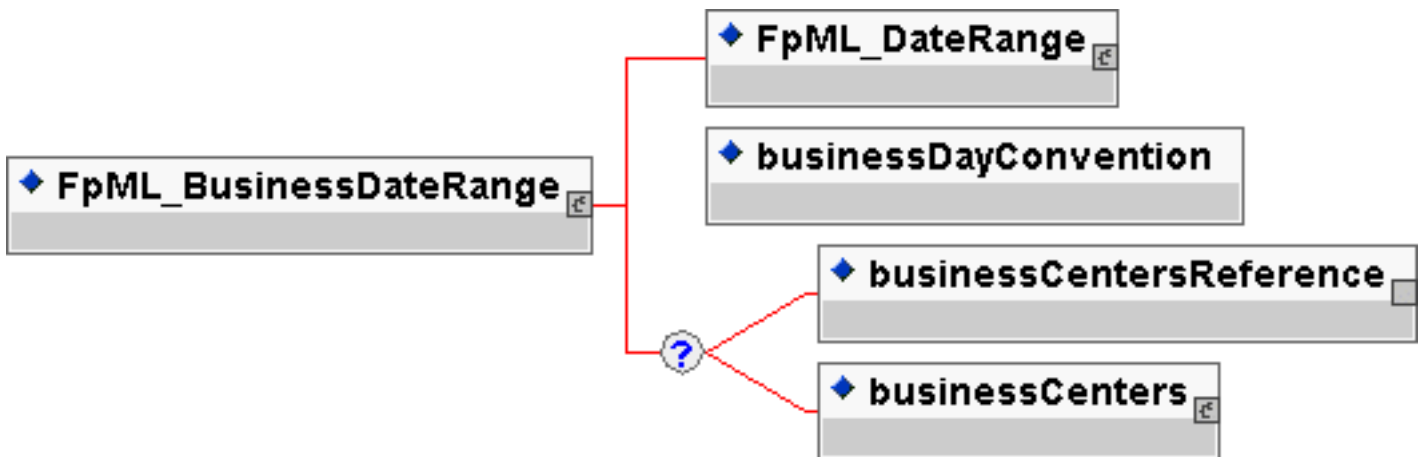 FpML_DateRange
businessDayConvention
FpML_BusinessDateRange
businessCentersReference
?
businessCenters